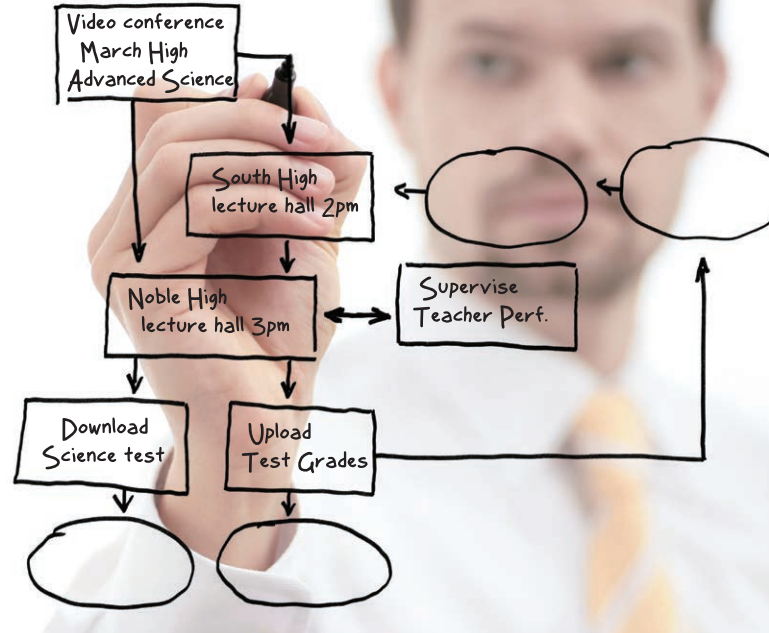 Video conference
March High
Advanced Science
South High
lecture hall 2pm
Noble High
lecture hall 3pm
Supervise
Teacher Perf.
Download
Science test
Upload
Test Grades